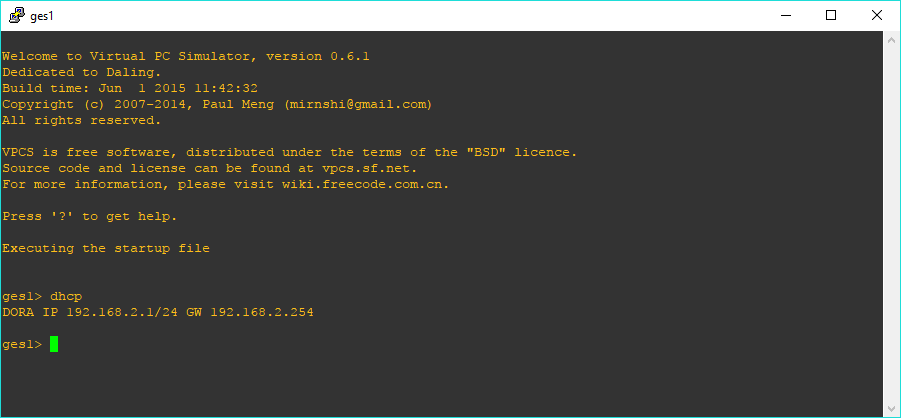 ges1
Welcome to Virtual PC Simulator, version 0.6.1
Dedicated to Daling.
Build time: Jun  1 2015 11:42:32
Copyright (c) 2007-2014, Paul Meng (mirnshi@gmail.com)
All rights reserved.
VPCS is free software, distributed under the terms of the "BSD" licence.
Source code and license can be found at vpcs.sf.net.
For more information, please visit wiki.freecode.com.cn.
Press '?' to get help.
Executing the startup file
ges1> dhcp
DORA IP 192.168.2.1/24 GW 192.168.2.254
ges1>